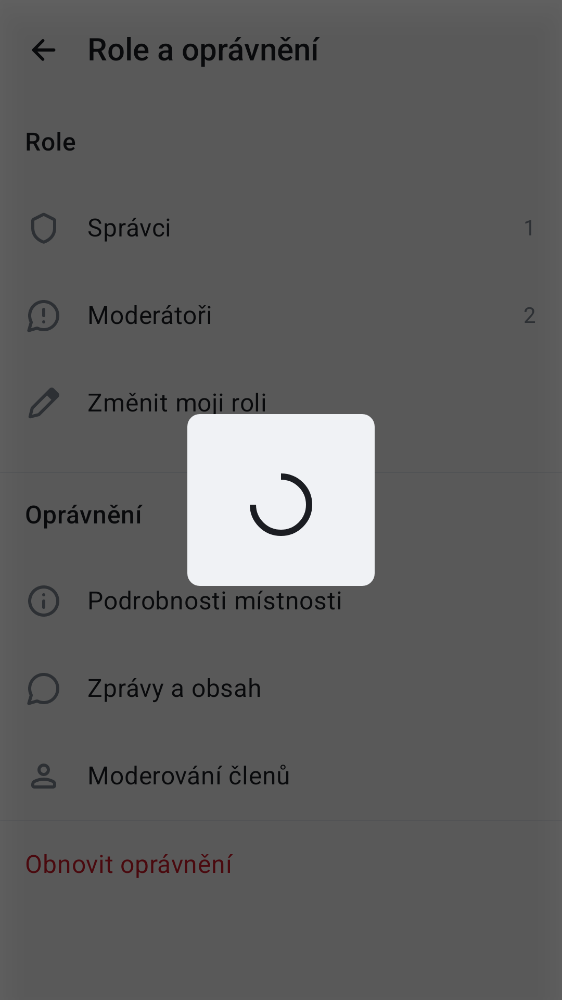 Role a oprávnění
Role
Správci 1
Moderátoři 2
Změnit moji roli
Oprávnění
Podrobnosti místnosti
Zprávy a obsah
Moderování členů
Obnovit oprávnění